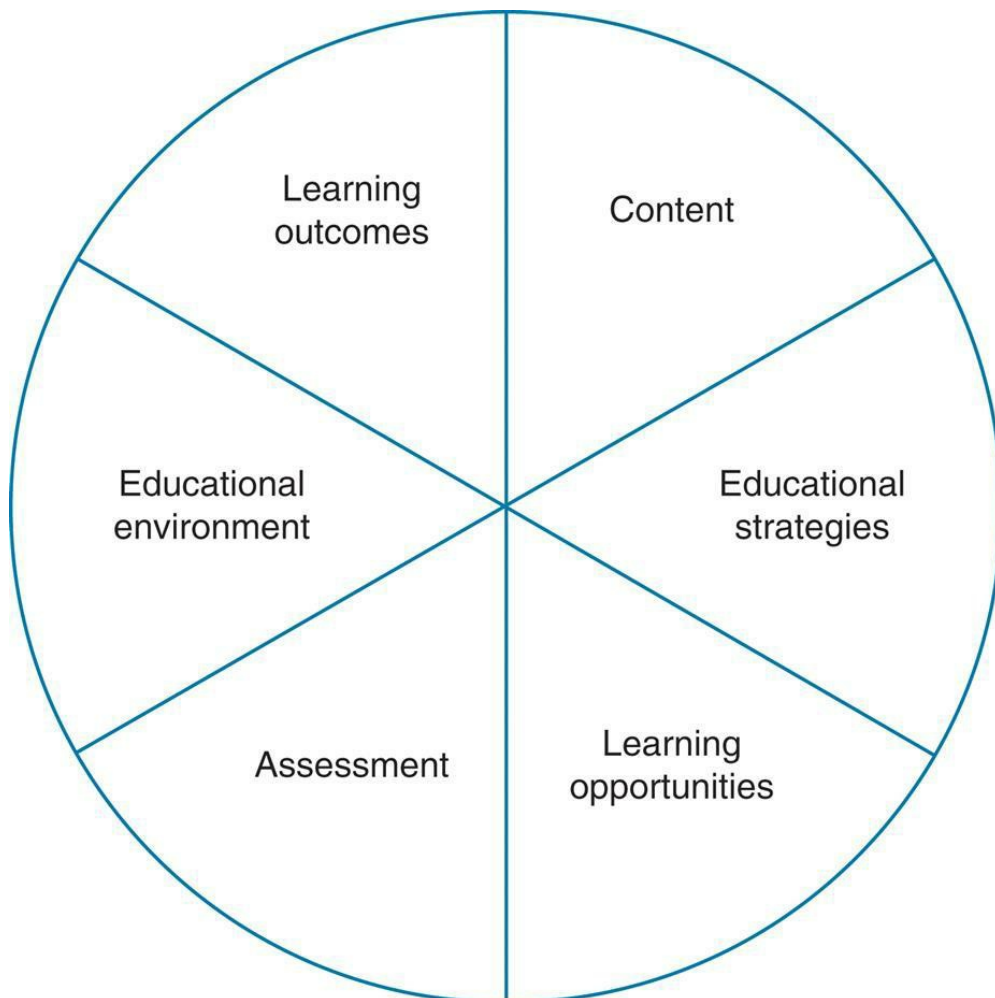 Learning
outcomes
Content
Educational
environment
Educational
strategies
Assessment
Learning
opportunities